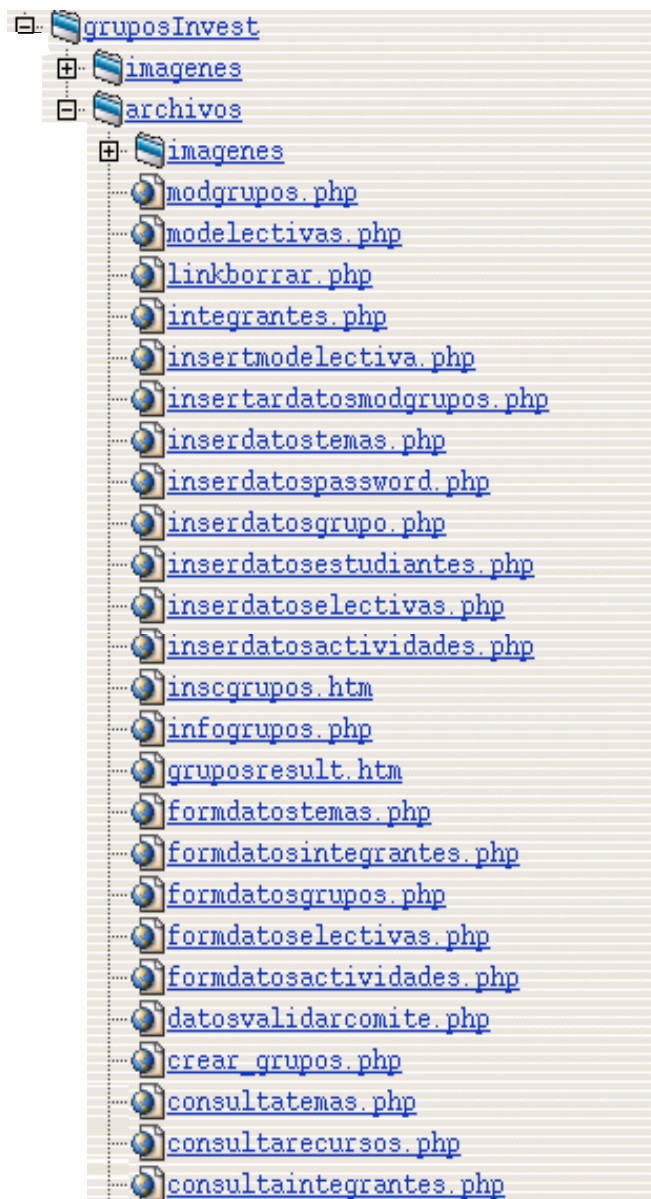 gruposInvest
imagenes
archivos
imagenes
modgrupos.php
modelectivas.php
linkborrar.php
integrantes.php
insertmodelectiva.php
insertardatosmodgrupos.php
inserdatostemas.php
inserdatospassword.php
inserdatosgrupo.php
inserdatosestudiantes.php
inserdatoselectivas.php
inserdatosactividades.php
inscgrupos.htm
infogrupos.php
gruposresult.htm
formdatostemas.php
formdatosintegrantes.php
formdatosgrupos.php
formdatoselectivas.php
formdatosactividades.php
datosvalidarcomite.php
crear_grupos.php
consultatemas.php
consultarecursos.php
consultaintegrantes.php